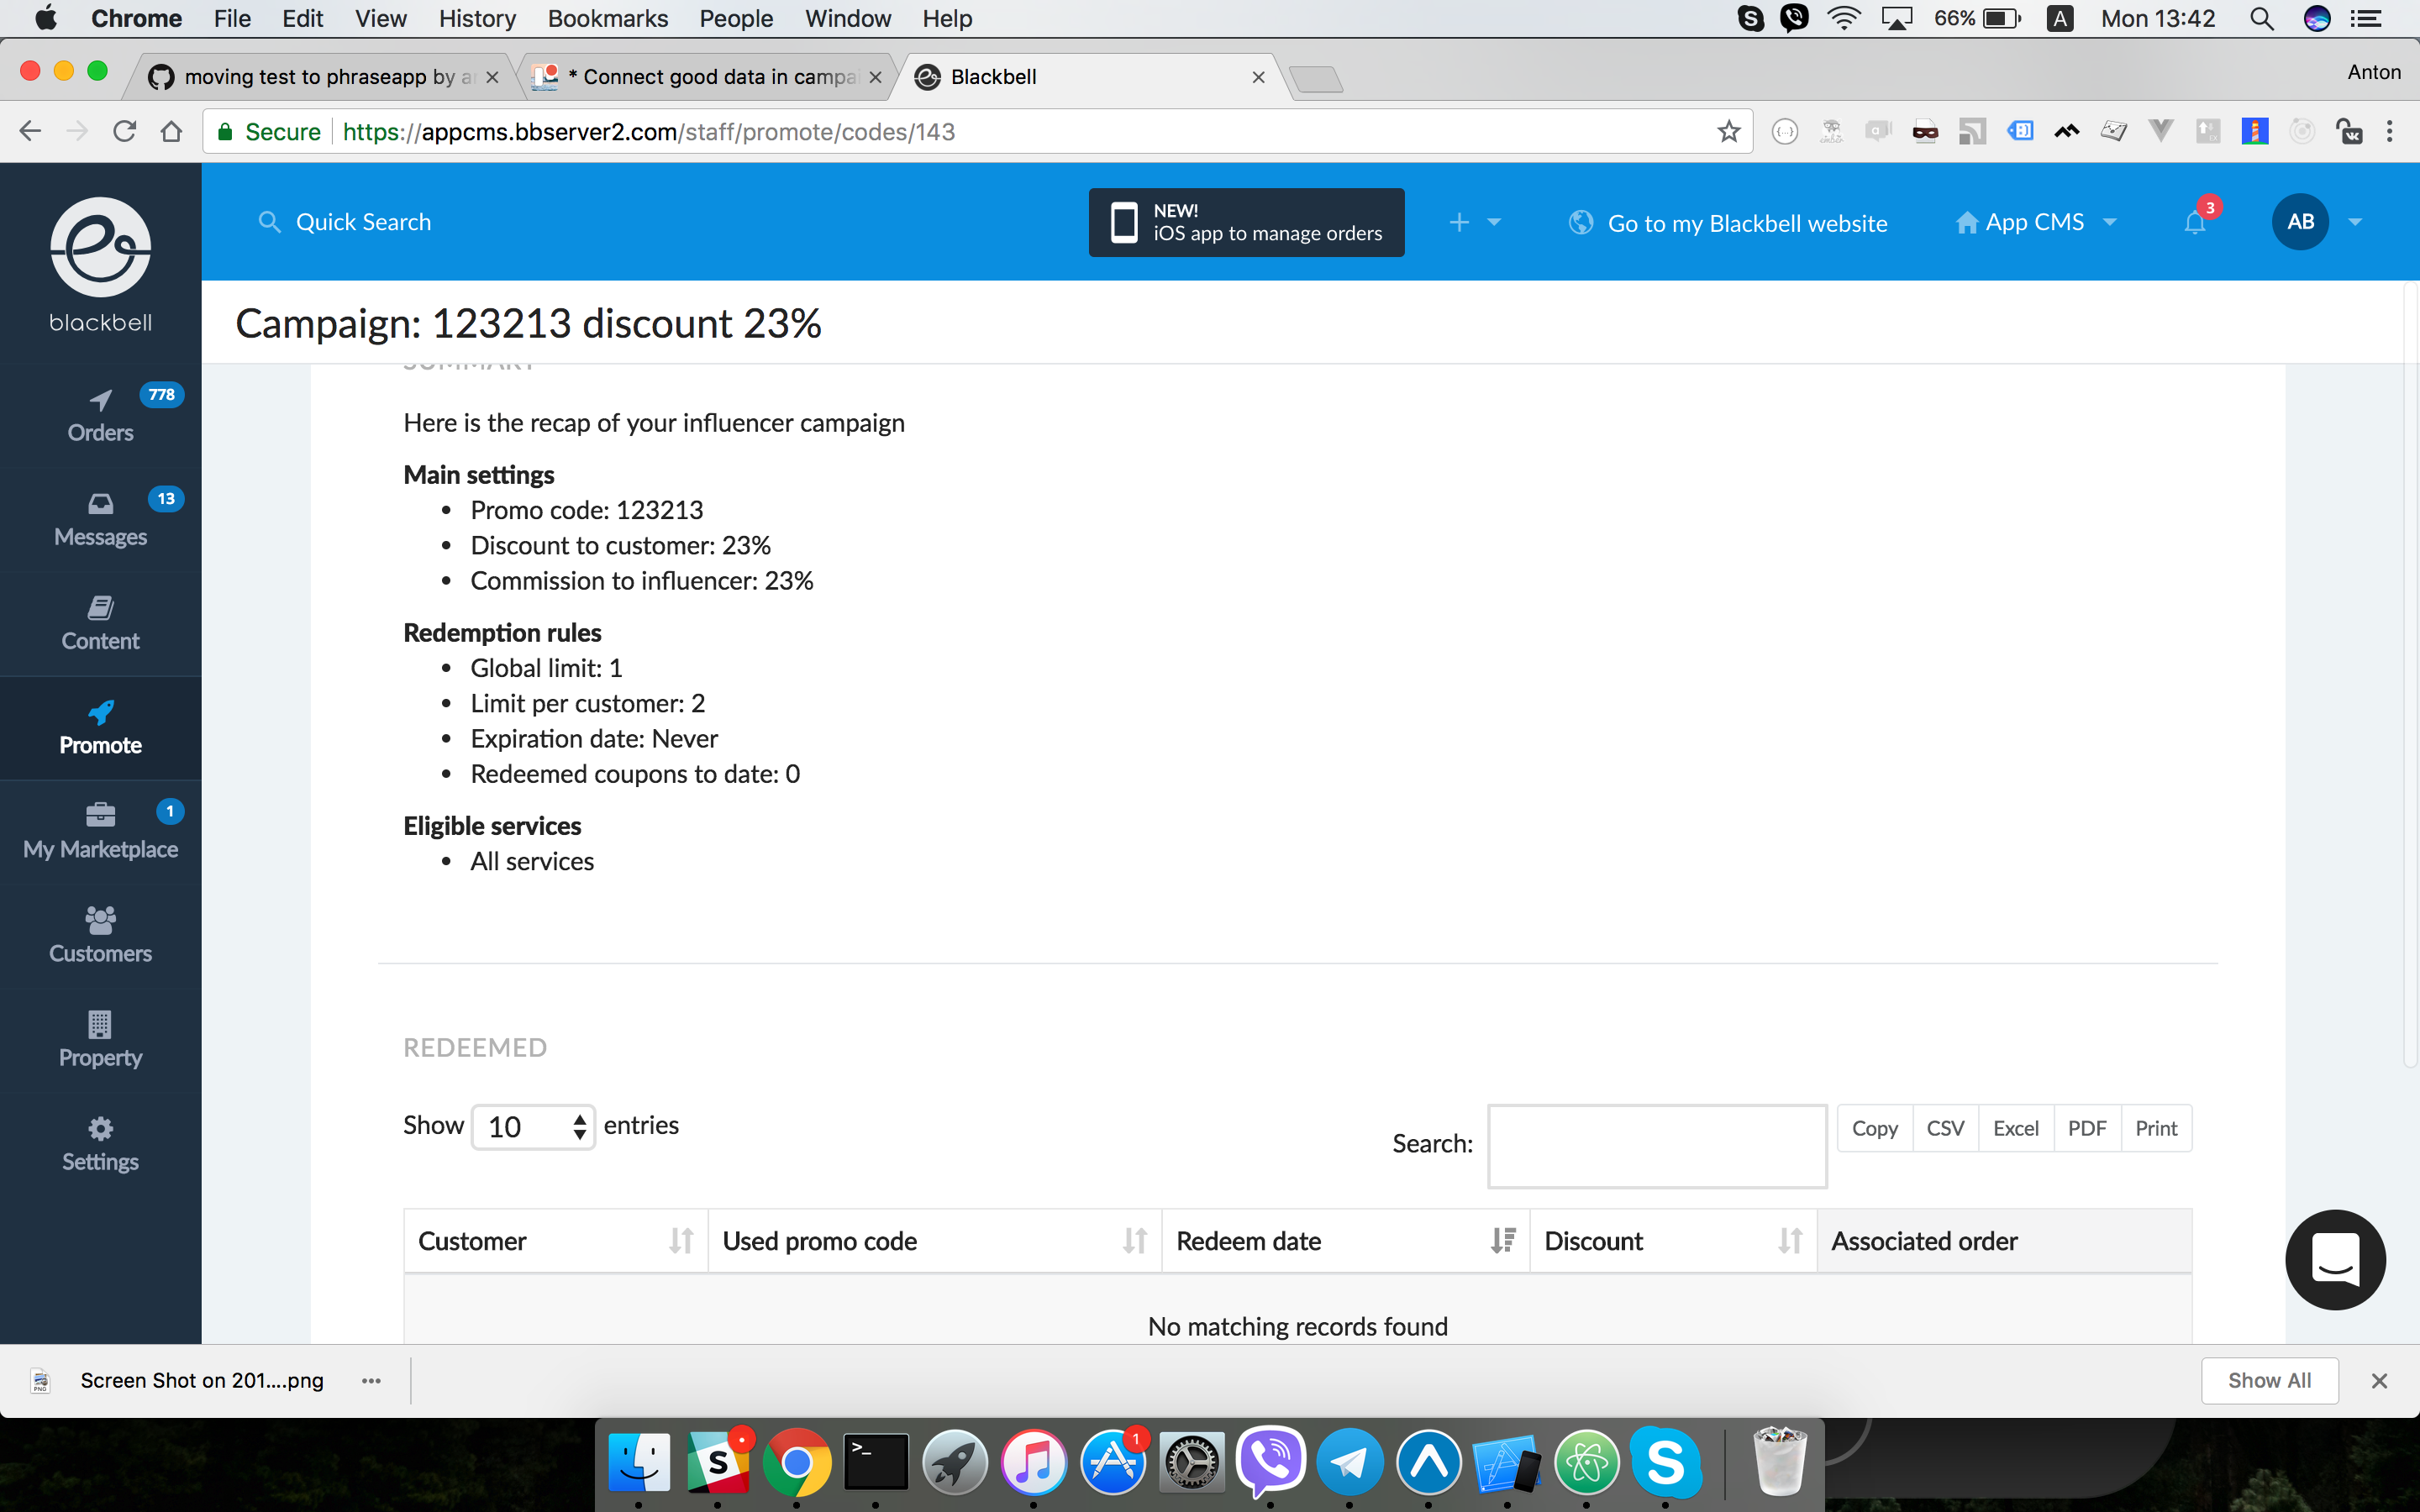 Chrome File Edit View History Bookmarks People Window Help 66% A Mon 13:42
moving test to phraseapp by a
* Connect good data in campai
Blackbell
Anton
Secure https://appcms.bbserver2.com/staff/promote/codes/143
blackbell
Quick Search
NEW!
iOS app to manage orders
Go to my Blackbell website
App CMS
3
AB
Campaign: 123213 discount 23%
778
Orders
13
Messages
Content
Promote
1
My Marketplace
Customers
Property
Settings
SUMMARY
Here is the recap of your influencer campaign
Main settings
• Promo code: 123213
• Discount to customer: 23%
• Commission to influencer: 23%
Redemption rules
• Global limit: 1
• Limit per customer: 2
• Expiration date: Never
• Redeemed coupons to date: 0
Eligible services
• All services
REDEEMED
Show 10 entries
Search:
Copy CSV Excel PDF Print
Customer Used promo code Redeem date Discount Associated order
No matching records found
PNG
Screen Shot on 201....png
Show All
1